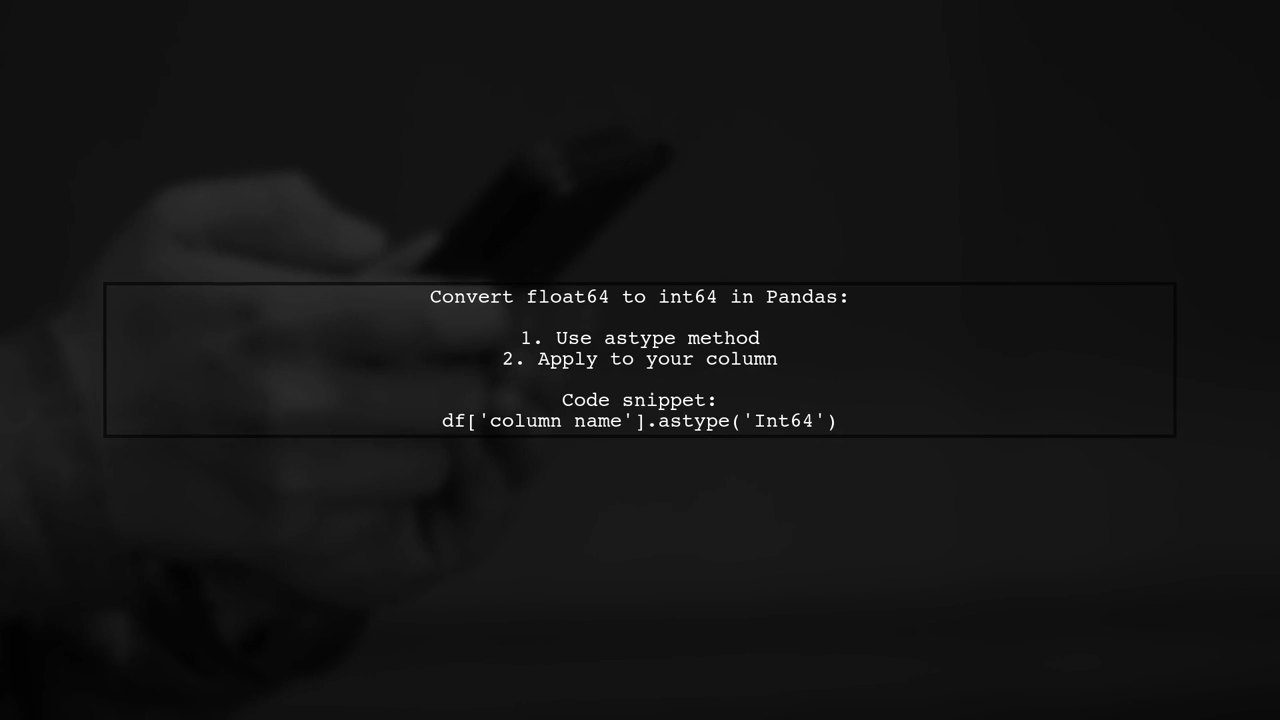 Convert float64 to int64 in Pandas:
1. Use astype method
2. Apply to your column
Code snippet:
df['column name'].astype('Int64')